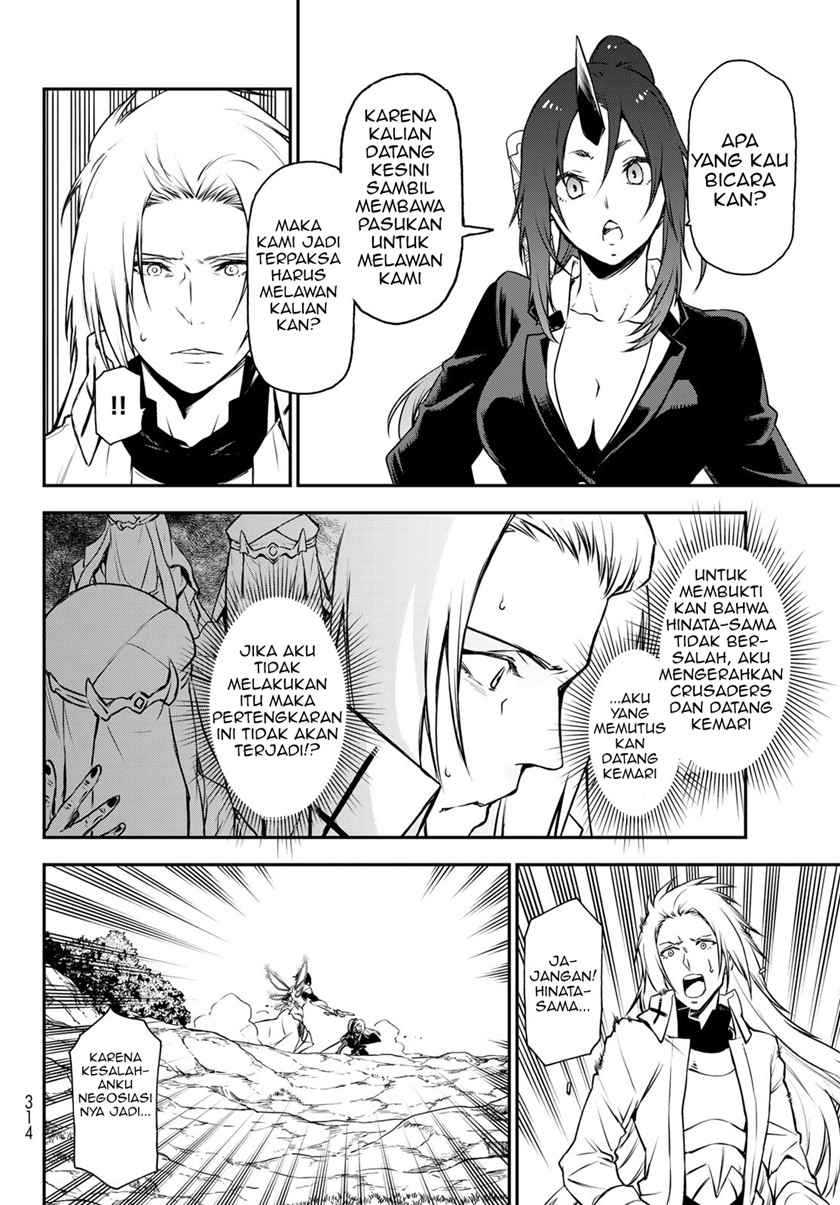 APA
YANG KAU
BICARA
KAN?
KARENA
KALIAN
DATANG
KESINI
SAMBIL
MEMBAWA
PASUKAN
UNTUK
MELAWAN
KAMI
MAKA
KAMI JADI
TERPAKSA
HARUS
MELAWAN
KALIAN
KAN?
!!
UNTUK
MEMBUKTI
KAN BAHWA
HINATA-SAMA
TIDAK BER-
SALAH, AKU
MENGERAHKAN
CRUSADERS
DAN DATANG
KEMARI
...AKU
YANG
MEMUTUS
KAN
DATANG
KEMARI
JIKA AKU
TIDAK
MELAKUKAN
ITU MAKA
PERTENGKARAN
INI TIDAK AKAN
TERJADI!?
JA-
JANGAN!
HINATA-
SAMA...
KARENA
KESALAH-
ANKU
NEGOSIASI
NYA JADI...
314